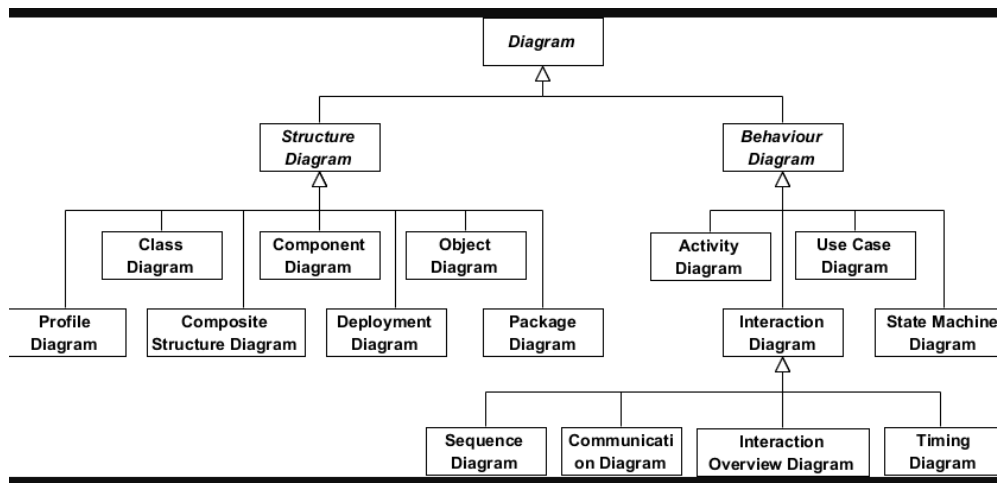 Diagram
Structure
Diagram
Behaviour
Diagram
Class
Diagram
Component
Diagram
Object
Diagram
Activity
Diagram
Use Case
Diagram
Profile
Diagram
Composite
Structure Diagram
Deployment
Diagram
Package
Diagram
Interaction
Diagram
State Machine
Diagram
Sequence
Diagram
Communicati
on Diagram
Interaction
Overview Diagram
Timing
Diagram